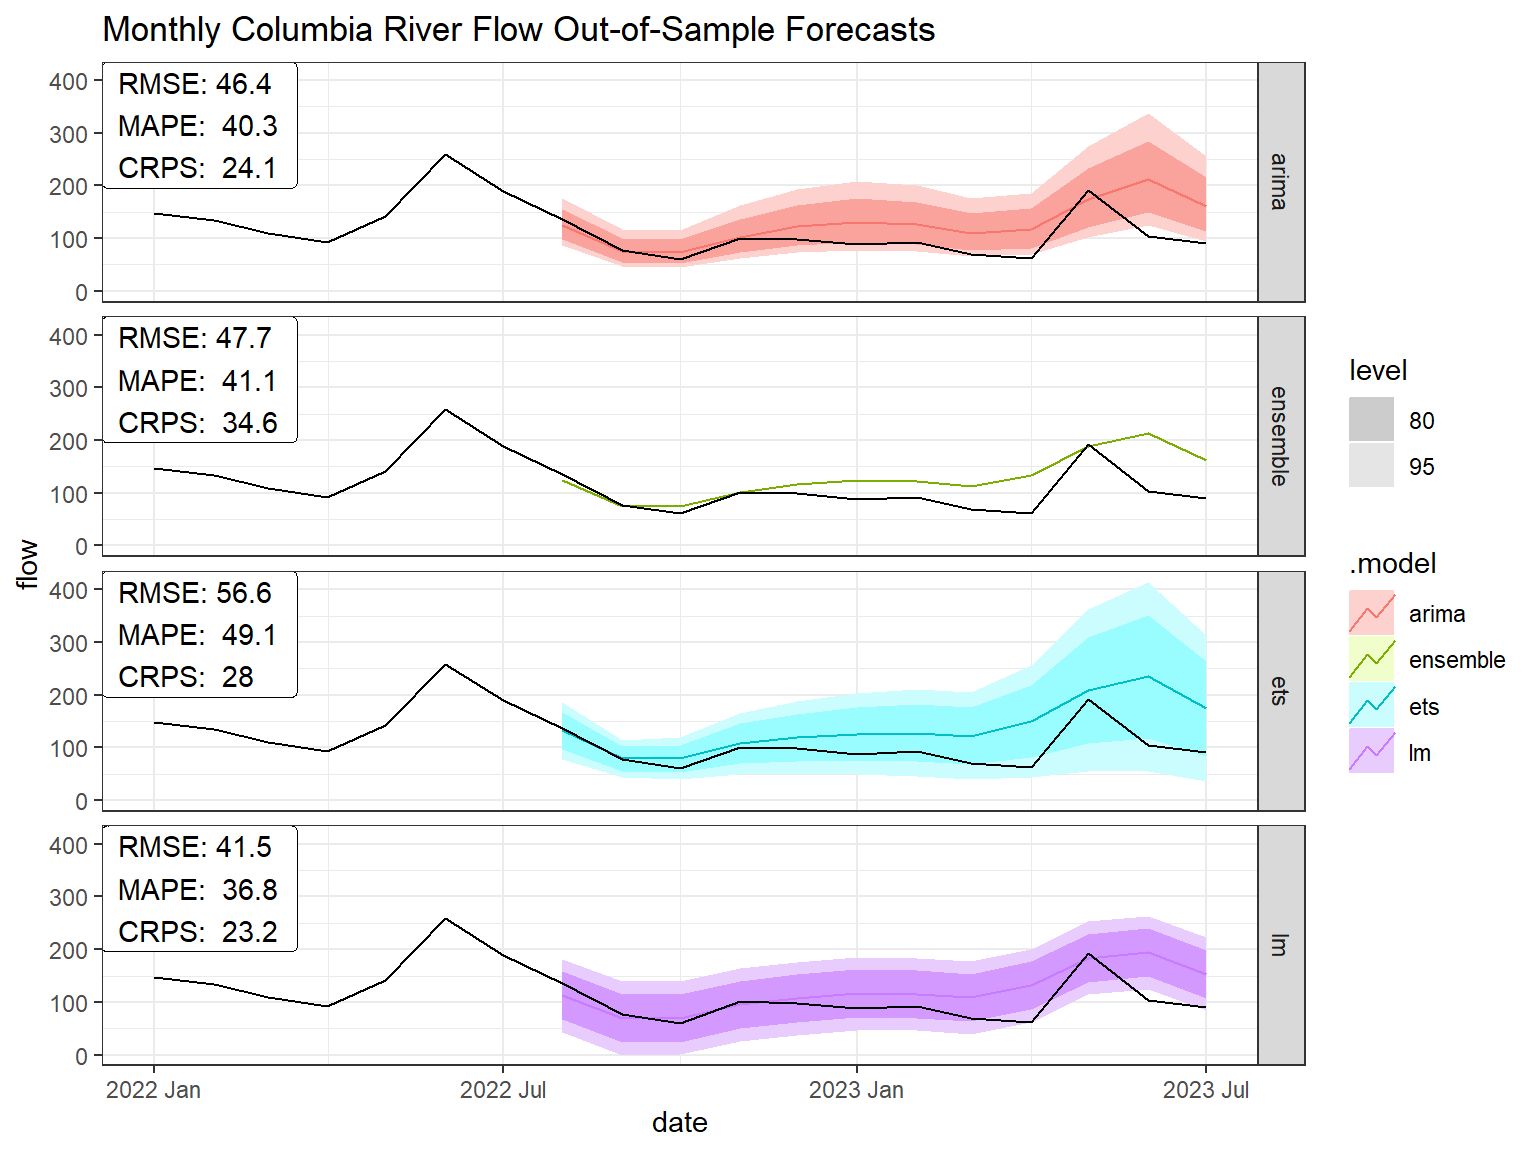 Monthly Columbia River Flow Out-of-Sample Forecasts
flow
400
300
200
100
0
RMSE: 46.4
MAPE: 40.3
CRPS: 24.1
arima
400
300
200
100
0
RMSE: 47.7
MAPE: 41.1
CRPS: 34.6
ensemble
400
300
200
100
0
RMSE: 56.6
MAPE: 49.1
CRPS: 28
ets
400
300
200
100
0
RMSE: 41.5
MAPE: 36.8
CRPS: 23.2
lm
2022 Jan
2022 Jul
2023 Jan
2023 Jul
date
level
80
95
.model
arima
ensemble
ets
lm